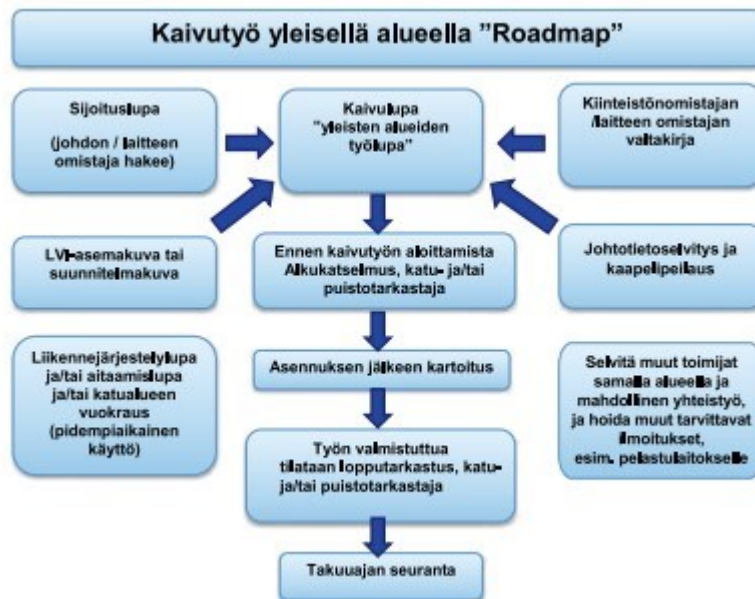 Kaivutyö yleisellä alueella ”Roadmap”
Sijoituslupa
(johdon / laitteen
omistaja hakee)
Kaivulupa
”yleisten alueiden
työlupa”
Kiinteistönomistajan
/laitteen omistajan
valtakirja
LVI-asemakuva tai
suunnitelmakuva
Ennen kaivutyön aloittamista
Alkukatselmus, katu- ja/tai
puistotarkastaja
Johtotietoselvitys ja
kaapelipeilaus
Liikennejärjestelylupa
ja/tai aitaamislupa
ja/tai katualueen
vuokraus
(pidempiaikainen
käyttö)
Asennuksen jälkeen kartoitus
Selvitä muut toimijat
samalla alueella ja
mahdollinen yhteistyö,
ja hoida muut tarvittavat
ilmoitukset,
esim. pelastulaitokselle
Työn valmistuttua
tilataan lopputarkastus, katu-
ja/tai puistotarkastaja
Takuuajan seuranta